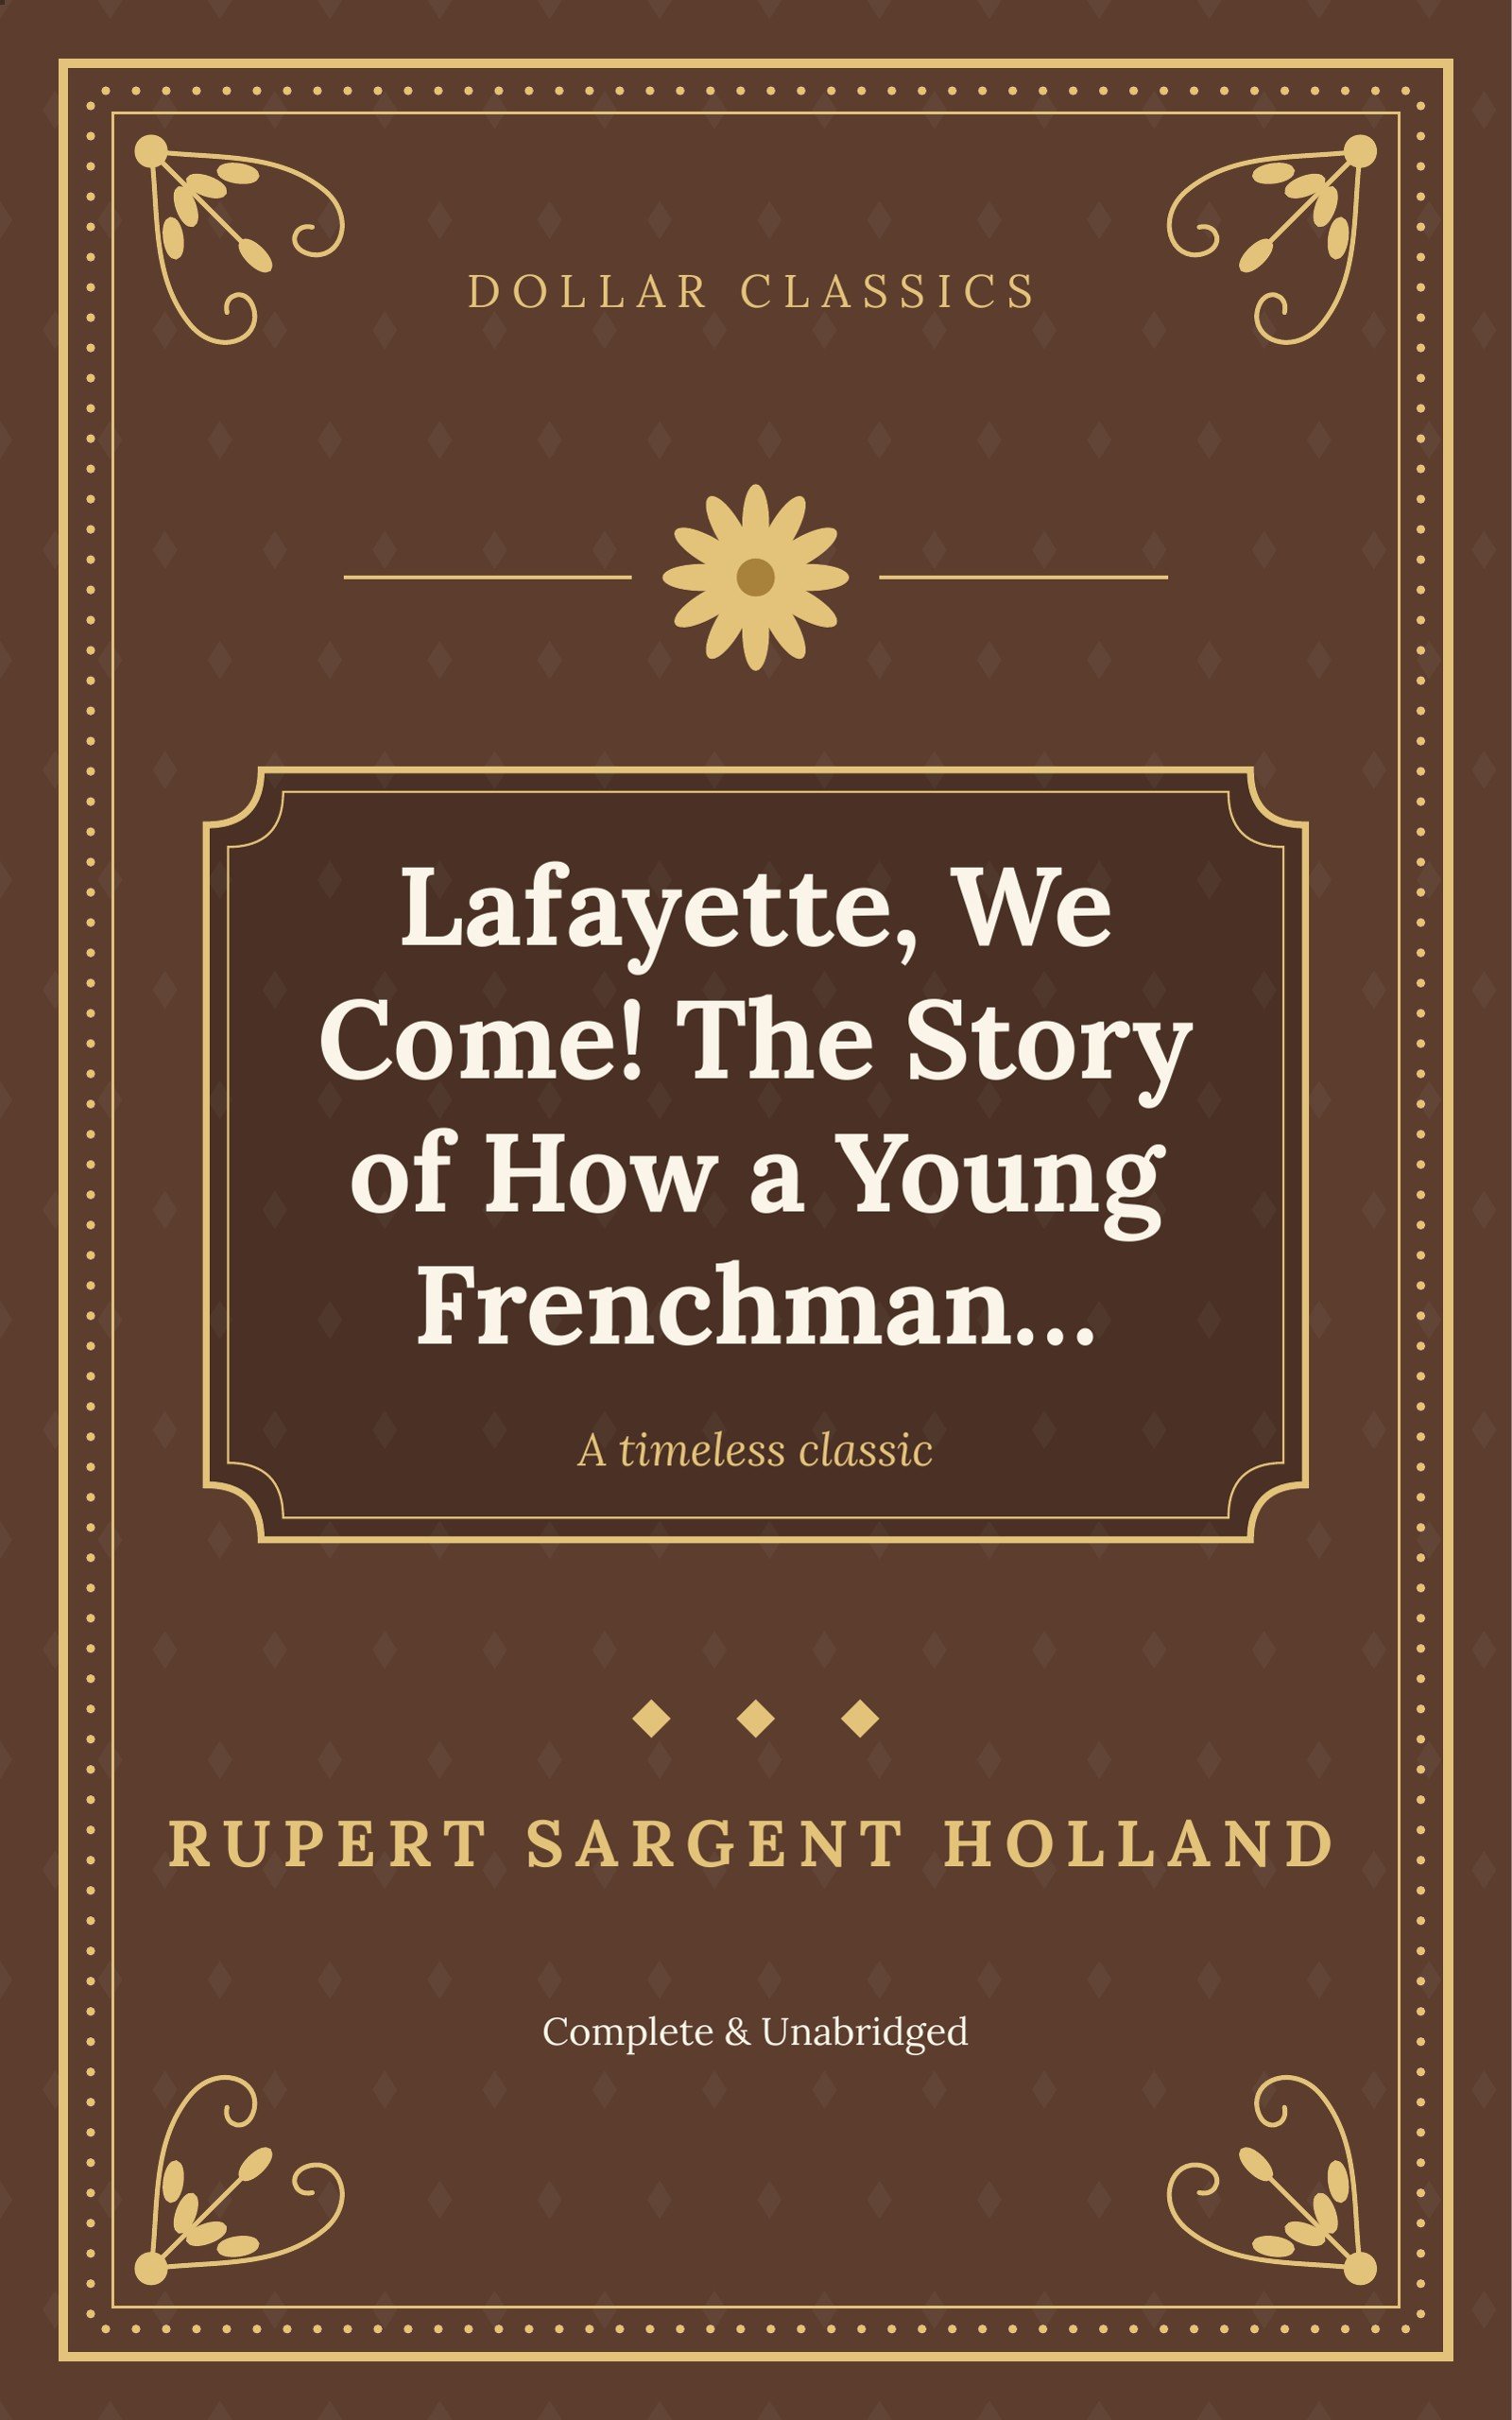 DOLLAR CLASSICS
Lafayette, We
Come! The Story
of How a Young
Frenchman...
A timeless classic
RUPERT SARGENT HOLLAND
Complete & Unabridged